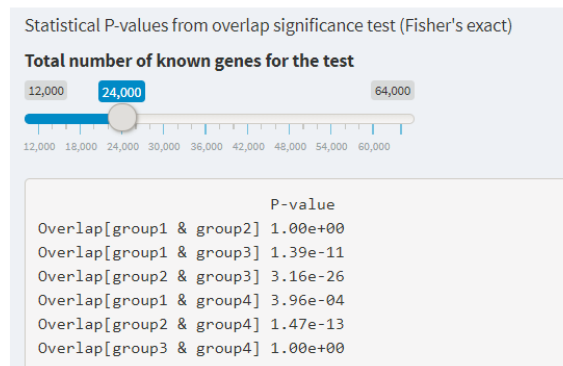 Statistical P-values from overlap significance test (Fisher's exact)
Total number of known genes for the test
12,000 24,000 64,000
12,000 18,000 24,000 30,000 36,000 42,000 48,000 54,000 60,000
P-value
Overlap[group1 & group2] 1.00e+00
Overlap[group1 & group3] 1.39e-11
Overlap[group2 & group3] 3.16e-26
Overlap[group1 & group4] 3.96e-04
Overlap[group2 & group4] 1.47e-13
Overlap[group3 & group4] 1.00e+00